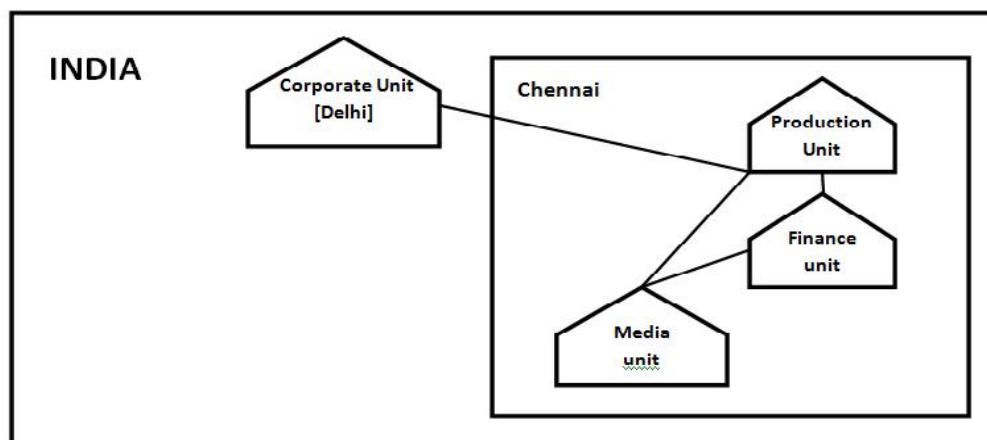 INDIA
Corporate Unit
[Delhi]
Chennai
Production
Unit
Finance
unit
Media
unit